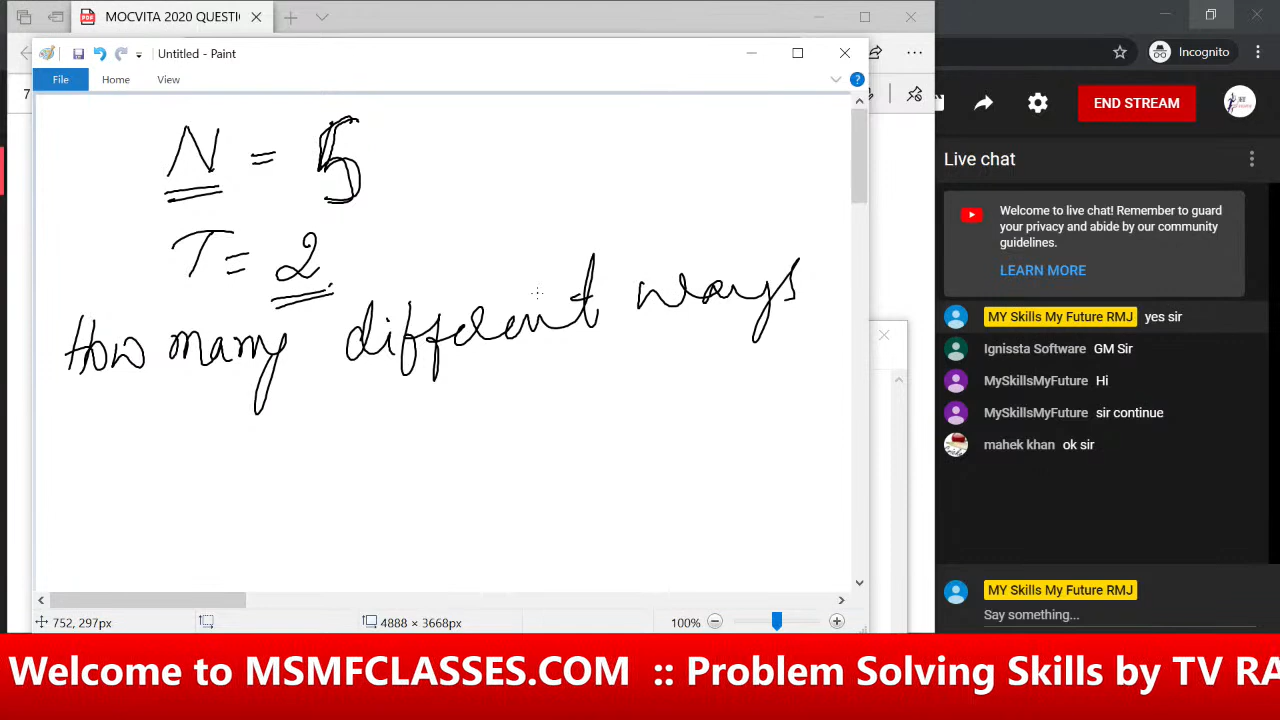 MOCVITA 2020 QUESTI
Untitled - Paint
Incognito
File Home View
7
END STREAM
N = 5
T = 2
How many different ways
Live chat
Welcome to live chat! Remember to guard
your privacy and abide by our community
guidelines.
LEARN MORE
MY Skills My Future RMJ yes sir
Ignissta Software GM Sir
MySkillsMyFuture Hi
MySkillsMyFuture sir continue
mahek khan ok sir
MY Skills My Future RMJ
Say something...
752, 297px
4888 × 3668px
100%
Welcome to MSMFCLASSES.COM :: Problem Solving Skills by TV RA